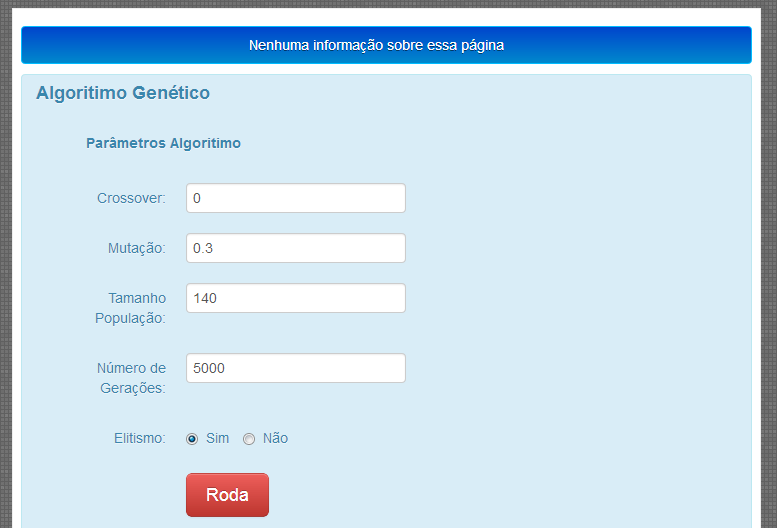 Nenhuma informação sobre essa página
Algoritimo Genético
Parâmetros Algoritimo
Crossover: 0
Mutação: 0.3
Tamanho 140
População:
Número de 5000
Gerações:
Elitismo: Sim Não
Roda